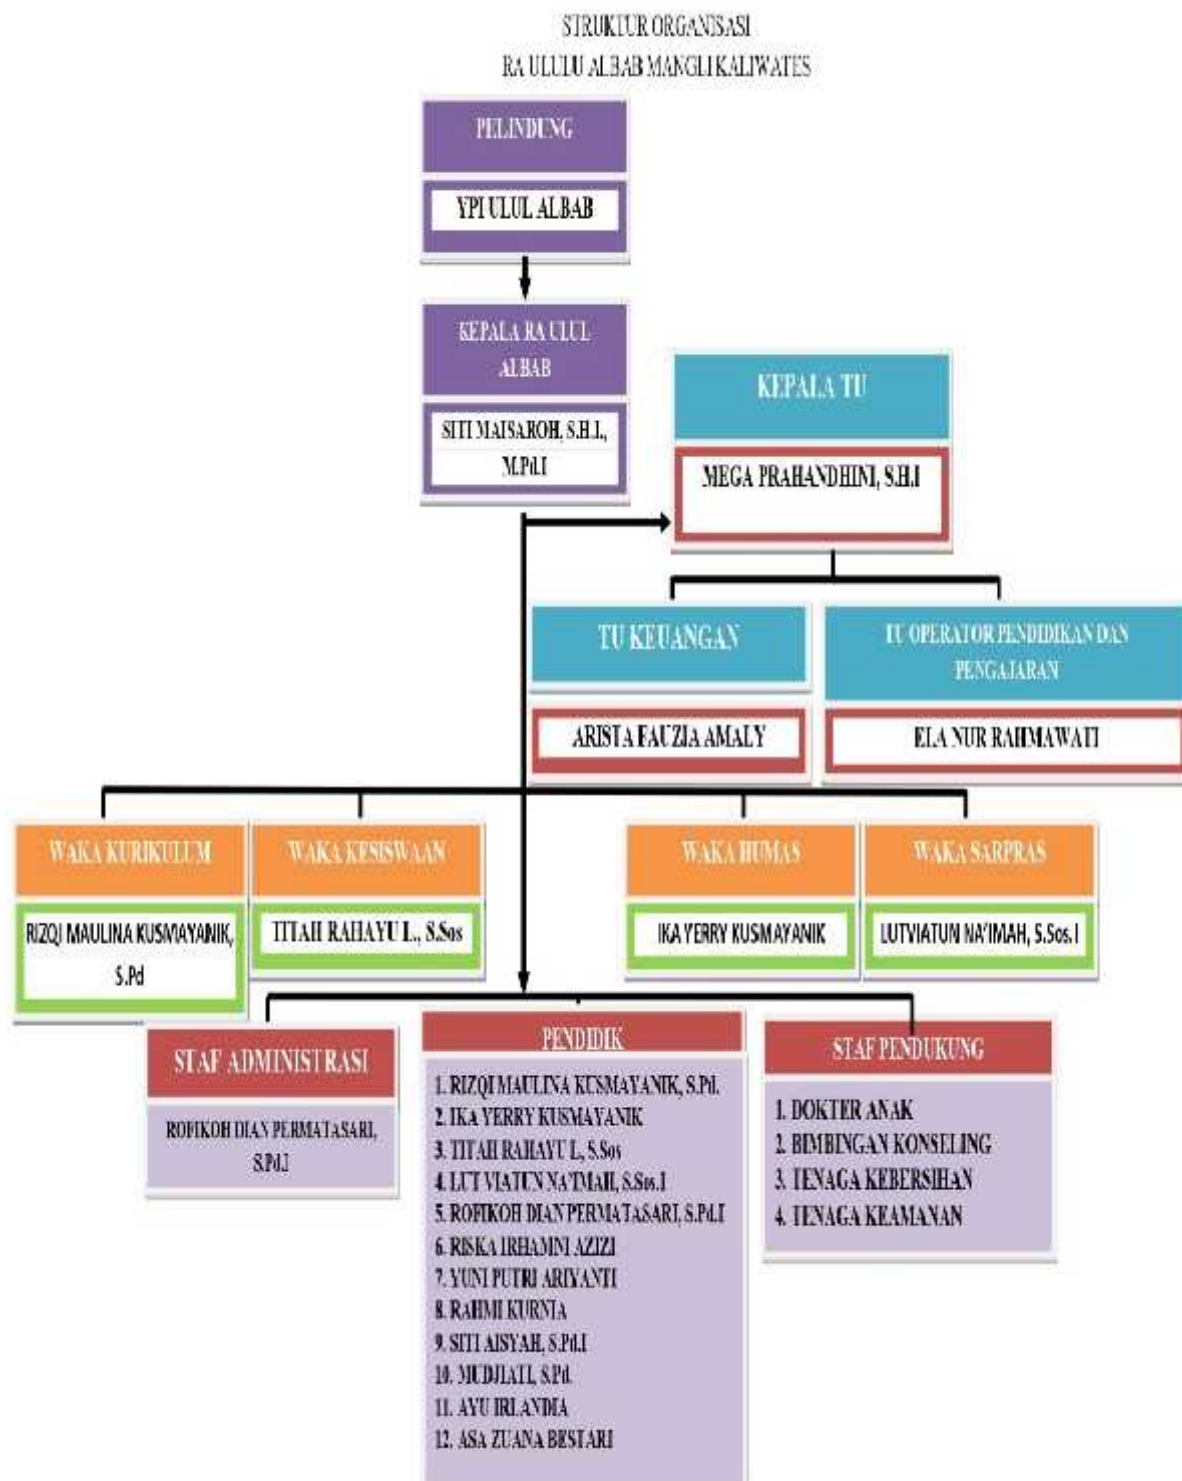 STRUKTUR ORGANISASI
RA ULULU ALBAB MANGLI KALIWATES
PELINDUNG
YPI ULUL ALBAB
KEPALA RA ULUL
ALBAB
SITI MAISAROH, S.H.I.,
M.Pd.I
KEPALA TU
MEGA PRAHANDHINI, S.H.I
TU KEUANGAN
ARISTA FAUZIA AMALY
TU OPERATOR PENDIDIKAN DAN
PENGAJARAN
ELA NUR RAHMAWATI
WAKA KURIKULUM
RIZQI MAULINA KUSMAYANIK,
S.Pd
WAKA KESISWAAN
TITAH RAHAYU L., S.Sos
WAKA HUMAS
IKA YERRY KUSMAYANIK
WAKA SARPRAS
LUTVIATUN NA'IMAH, S.Sos.I
STAF ADMINISTRASI
ROFIKOH DIAN PERMATASARI,
S.Pd.I
PENDIDIK
1. RIZQI MAULINA KUSMAYANIK, S.Pd.
2. IKA YERRY KUSMAYANIK
3. TITAH RAHAYU L, S.Sos
4. LUT VIATUN NA'IMAH, S.Sos.I
5. ROFIKOH DIAN PERMATASARI, S.Pd.I
6. RISKA IRHAMNI AZIZI
7. YUNI PUTRI ARIYANTI
8. RAHMI KURNIA
9. SITI AISYAH, S.Pd.I
10. MUDJIATI, S.Pd.
11. AYU IRLANDIA
12. ASA ZUANA BESTARI
STAF PENDUKUNG
1. DOKTER ANAK
2. BIMBINGAN KONSELING
3. TENAGA KEBERSIHAN
4. TENAGA KEAMANAN